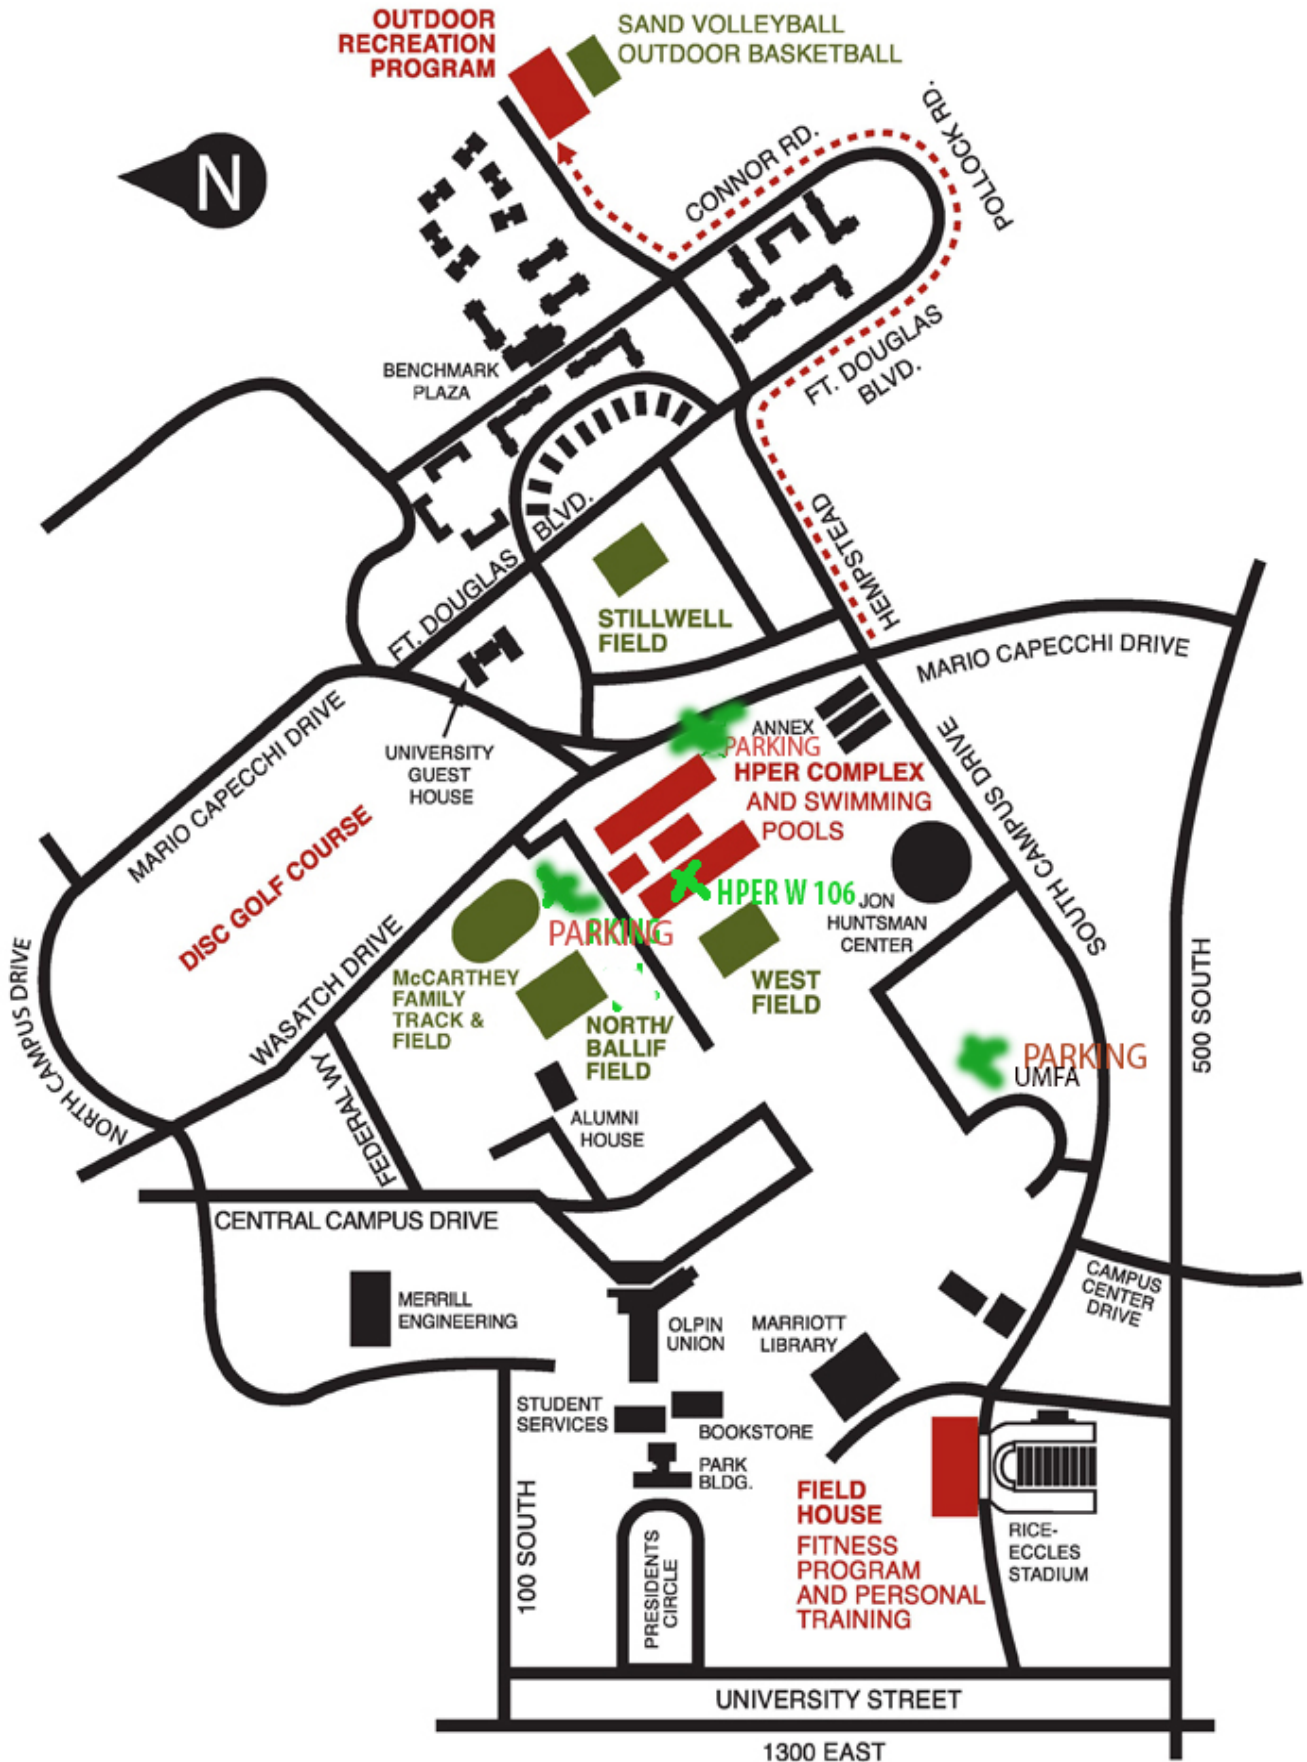 OUTDOOR
RECREATION
PROGRAM
SAND VOLLEYBALL
OUTDOOR BASKETBALL
N
CONNOR RD.
POLLOCK RD.
FT. DOUGLAS
BLVD.
BENCHMARK
PLAZA
HEMPSTEAD
FT. DOUGLAS BLVD.
STILLWELL
FIELD
MARIO CAPECCHI DRIVE
UNIVERSITY
GUEST
HOUSE
MARIO CAPECCHI DRIVE
DISC GOLF COURSE
ANNEX
PARKING
HPER COMPLEX
AND SWIMMING
POOLS
SOUTH CAMPUS DRIVE
SOUTH CAMPUS DRIVE
HPER W 106
JON
HUNTSMAN
CENTER
PARKING
WASATCH DRIVE
NORTH CAMPUS DRIVE
NORTH
McCARTHEY
FAMILY
TRACK &
FIELD
WEST
FIELD
NORTH/
BALLIF
FIELD
500 SOUTH
PARKING
UMFA
FEDERAL WY
ALUMNI
HOUSE
CENTRAL CAMPUS DRIVE
CAMPUS
CENTER
DRIVE
MERRILL
ENGINEERING
OLPIN
UNION
MARRIOTT
LIBRARY
STUDENT
SERVICES
BOOKSTORE
PARK
BLDG.
100 SOUTH
PRESIDENTS
CIRCLE
FIELD
HOUSE
FITNESS
PROGRAM
AND PERSONAL
TRAINING
RICE-
ECCLES
STADIUM
UNIVERSITY STREET
1300 EAST